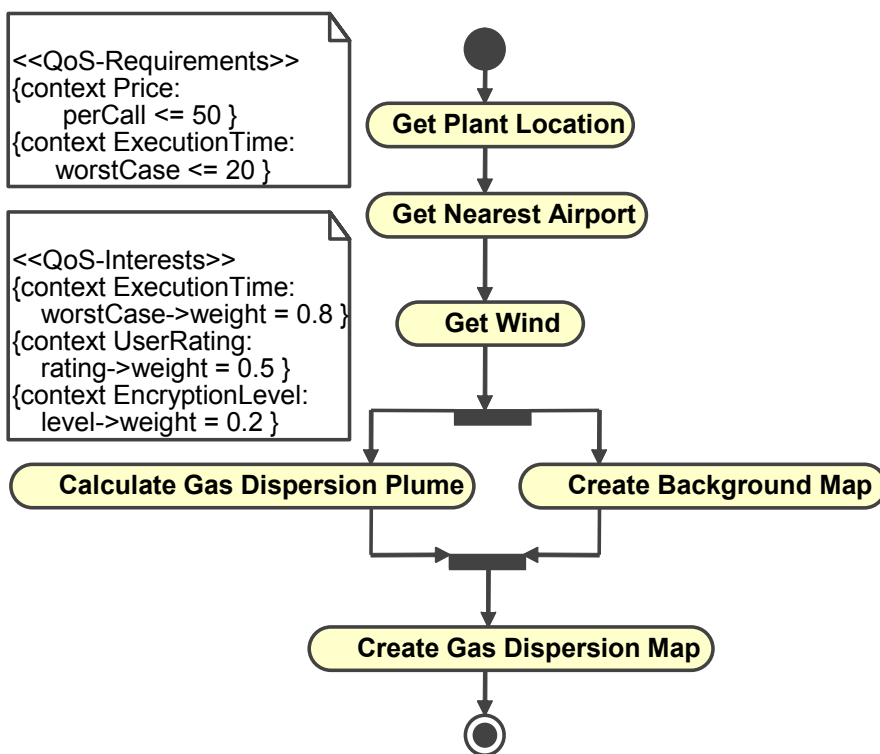 <<QoS-Requirements>>
{context Price:
perCall <= 50 }
{context ExecutionTime:
worstCase <= 20 }
<<QoS-Interests>>
{context ExecutionTime:
worstCase->weight = 0.8 }
{context UserRating:
rating->weight = 0.5 }
{context EncryptionLevel:
level->weight = 0.2 }
Get Plant Location
Get Nearest Airport
Get Wind
Calculate Gas Dispersion Plume
Create Background Map
Create Gas Dispersion Map